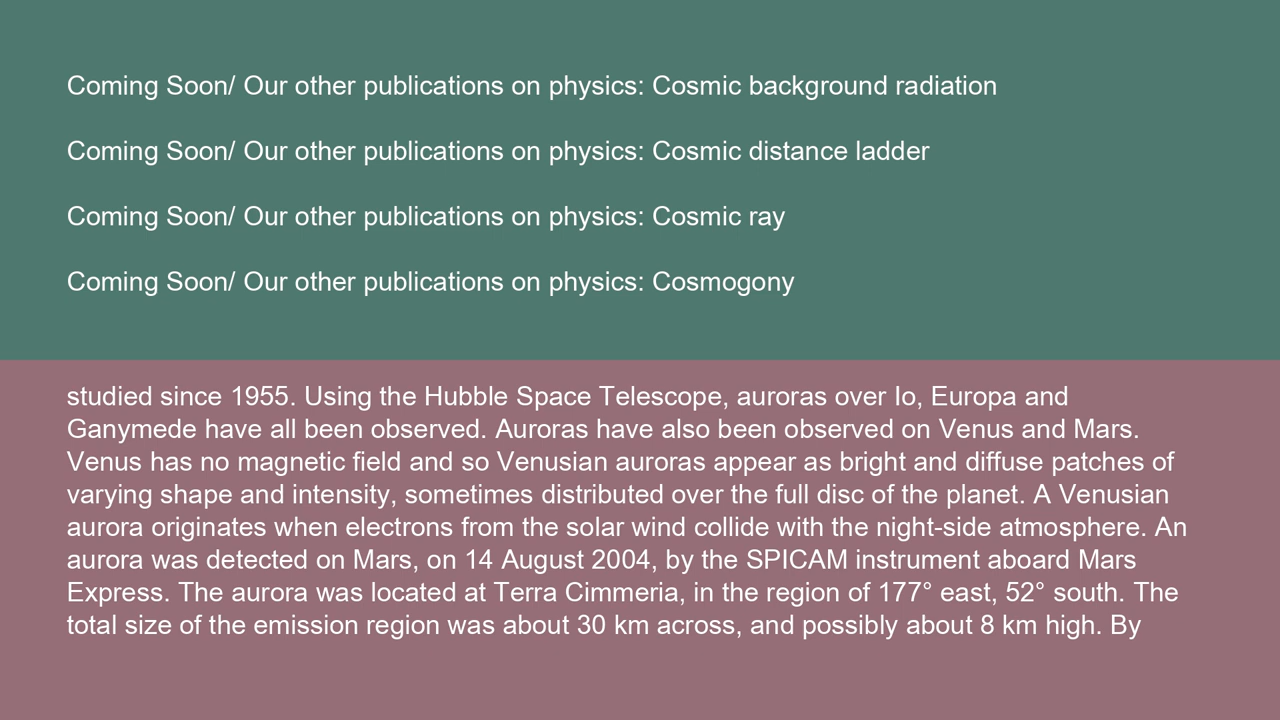 Coming Soon/ Our other publications on physics: Cosmic background radiation
Coming Soon/ Our other publications on physics: Cosmic distance ladder
Coming Soon/ Our other publications on physics: Cosmic ray
Coming Soon/ Our other publications on physics: Cosmogony
studied since 1955. Using the Hubble Space Telescope, auroras over Io, Europa and
Ganymede have all been observed. Auroras have also been observed on Venus and Mars.
Venus has no magnetic field and so Venusian auroras appear as bright and diffuse patches of
varying shape and intensity, sometimes distributed over the full disc of the planet. A Venusian
aurora originates when electrons from the solar wind collide with the night-side atmosphere. An
aurora was detected on Mars, on 14 August 2004, by the SPICAM instrument aboard Mars
Express. The aurora was located at Terra Cimmeria, in the region of 177° east, 52° south. The
total size of the emission region was about 30 km across, and possibly about 8 km high. By